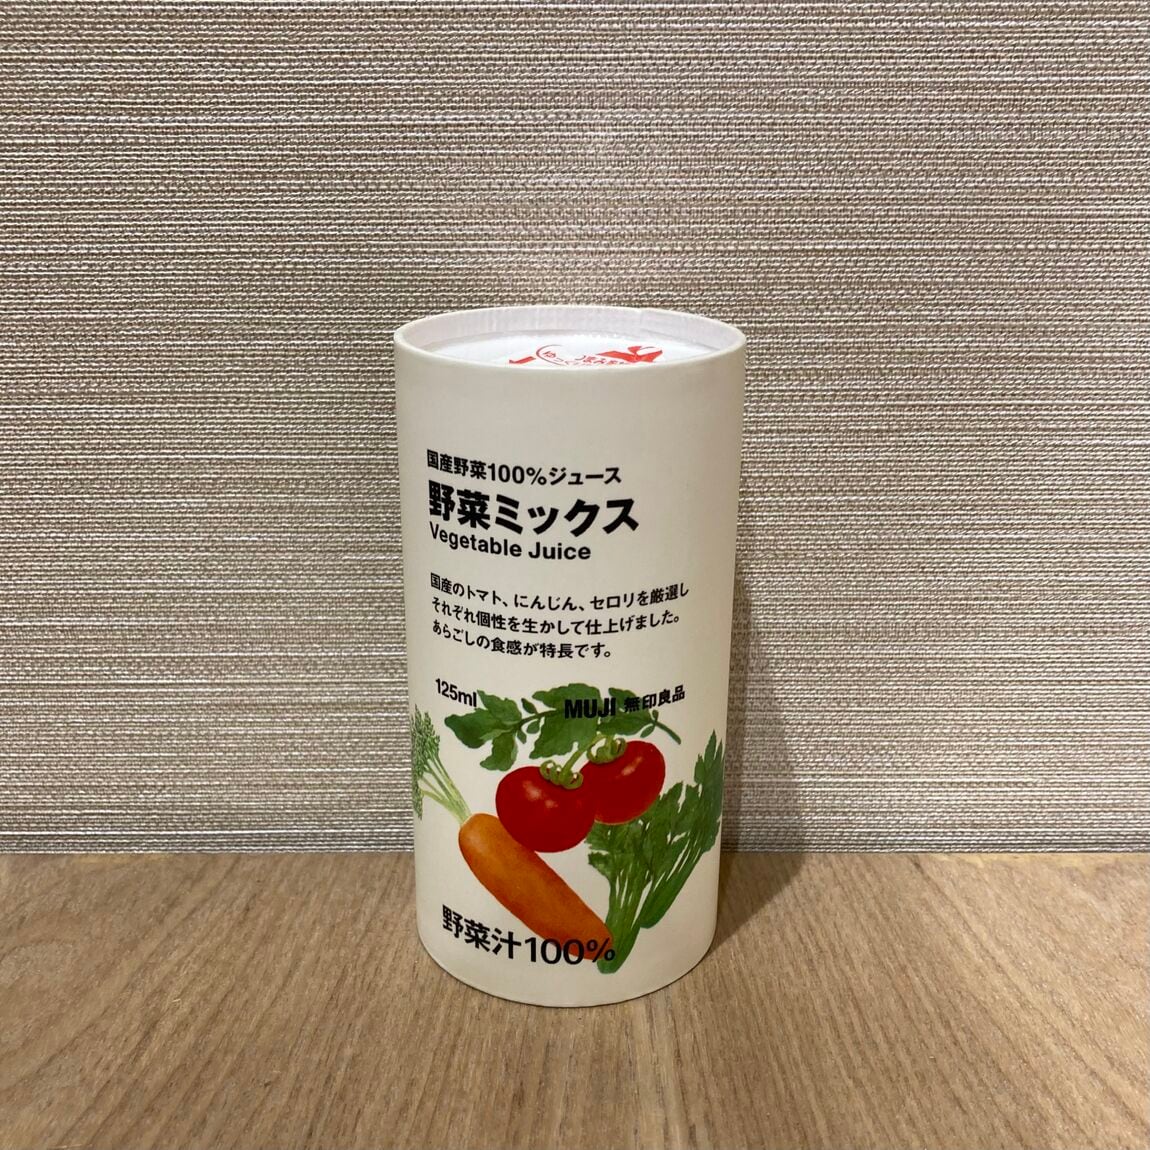 国産野菜100%ジュース
野菜ミックス
Vegetable Juice
国産のトマト、にんじん、セロリを厳選し
それぞれ個性を生かして仕上げました。
あらごしの食感が特長です。
125ml
MUJI 無印良品
野菜汁100%